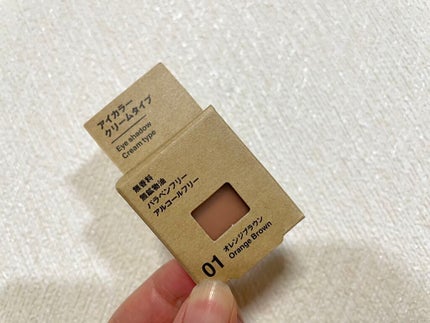 アイカラー
クリームタイプ
Eye shadow
Cream type
無香料
無鉱物油
パラベンフリー
アルコールフリー
01
オレンジブラウン
Orange Brown